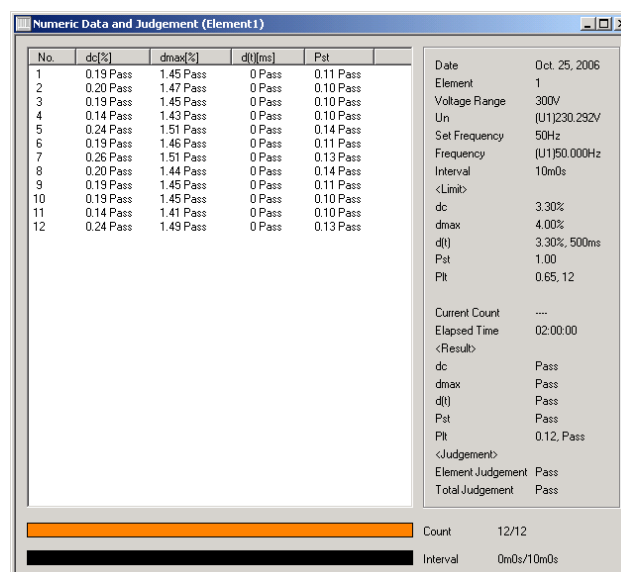 Numeric Data and Judgement (Element1)
No. dc[%] dmax[%] d(t)[ms] Pst
1 0.19 Pass 1.45 Pass 0 Pass 0.11 Pass
2 0.20 Pass 1.47 Pass 0 Pass 0.10 Pass
3 0.19 Pass 1.45 Pass 0 Pass 0.10 Pass
4 0.14 Pass 1.43 Pass 0 Pass 0.10 Pass
5 0.24 Pass 1.51 Pass 0 Pass 0.14 Pass
6 0.19 Pass 1.46 Pass 0 Pass 0.11 Pass
7 0.26 Pass 1.51 Pass 0 Pass 0.13 Pass
8 0.20 Pass 1.44 Pass 0 Pass 0.14 Pass
9 0.19 Pass 1.45 Pass 0 Pass 0.11 Pass
10 0.19 Pass 1.45 Pass 0 Pass 0.10 Pass
11 0.14 Pass 1.41 Pass 0 Pass 0.10 Pass
12 0.24 Pass 1.49 Pass 0 Pass 0.13 Pass
Date Oct. 25, 2006
Element 1
Voltage Range 300V
Un (U1)230.292V
Set Frequency 50Hz
Frequency (U1)50.000Hz
Interval 10m0s
<Limit>
dc 3.30%
dmax 4.00%
d(t) 3.30%, 500ms
Pst 1.00
Plt 0.65, 12
Current Count ----
Elapsed Time 02:00:00
<Result>
dc Pass
dmax Pass
d(t) Pass
Pst Pass
Plt 0.12, Pass
<Judgement>
Element Judgement Pass
Total Judgement Pass
Count 12/12
Interval 0m0s/10m0s